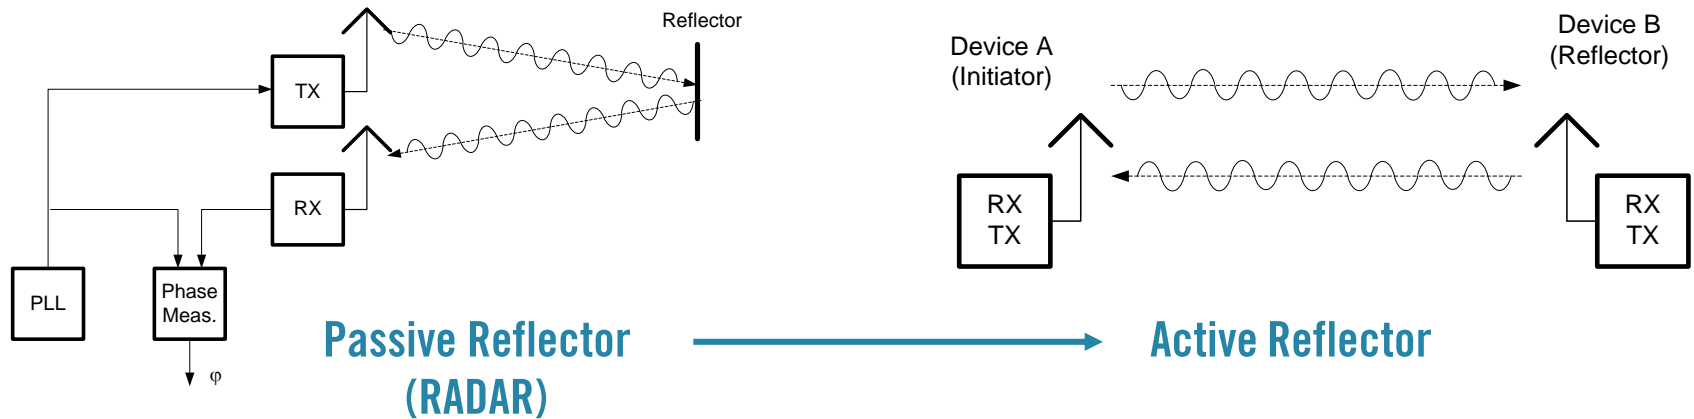 Reflector
TX
RX
PLL
Phase
Meas.
φ
Passive Reflector
(RADAR)
Device A
(Initiator)
Device B
(Reflector)
RX
TX
RX
TX
Active Reflector